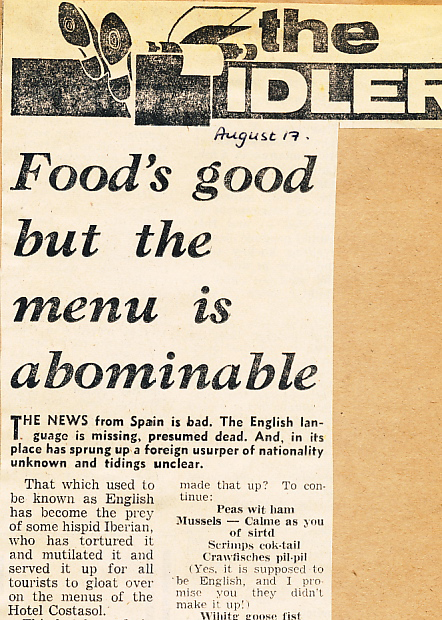 the
IDLER
August 17.
Food's good
but the
menu is
abominable
THE NEWS from Spain is bad. The English lan-
guage is missing, presumed dead. And, in its
place has sprung up a foreign usurper of nationality
unknown and tidings unclear.
That which used to
be known as English
has become the prey
of some hispid Iberian,
who has tortured it
and mutilated it and
served it up for all
tourists to gloat over
on the menus of the
Hotel Costasol.
made that up? To con-
tinue:
Peas wit ham
Mussels — Calme as you
of sirtd
Scrimps cok-tail
Crawfisches pil-pil
(Yes, it is supposed to
be English, and I pro-
mise you they didn't
make it up!)
Wihitg goose fist